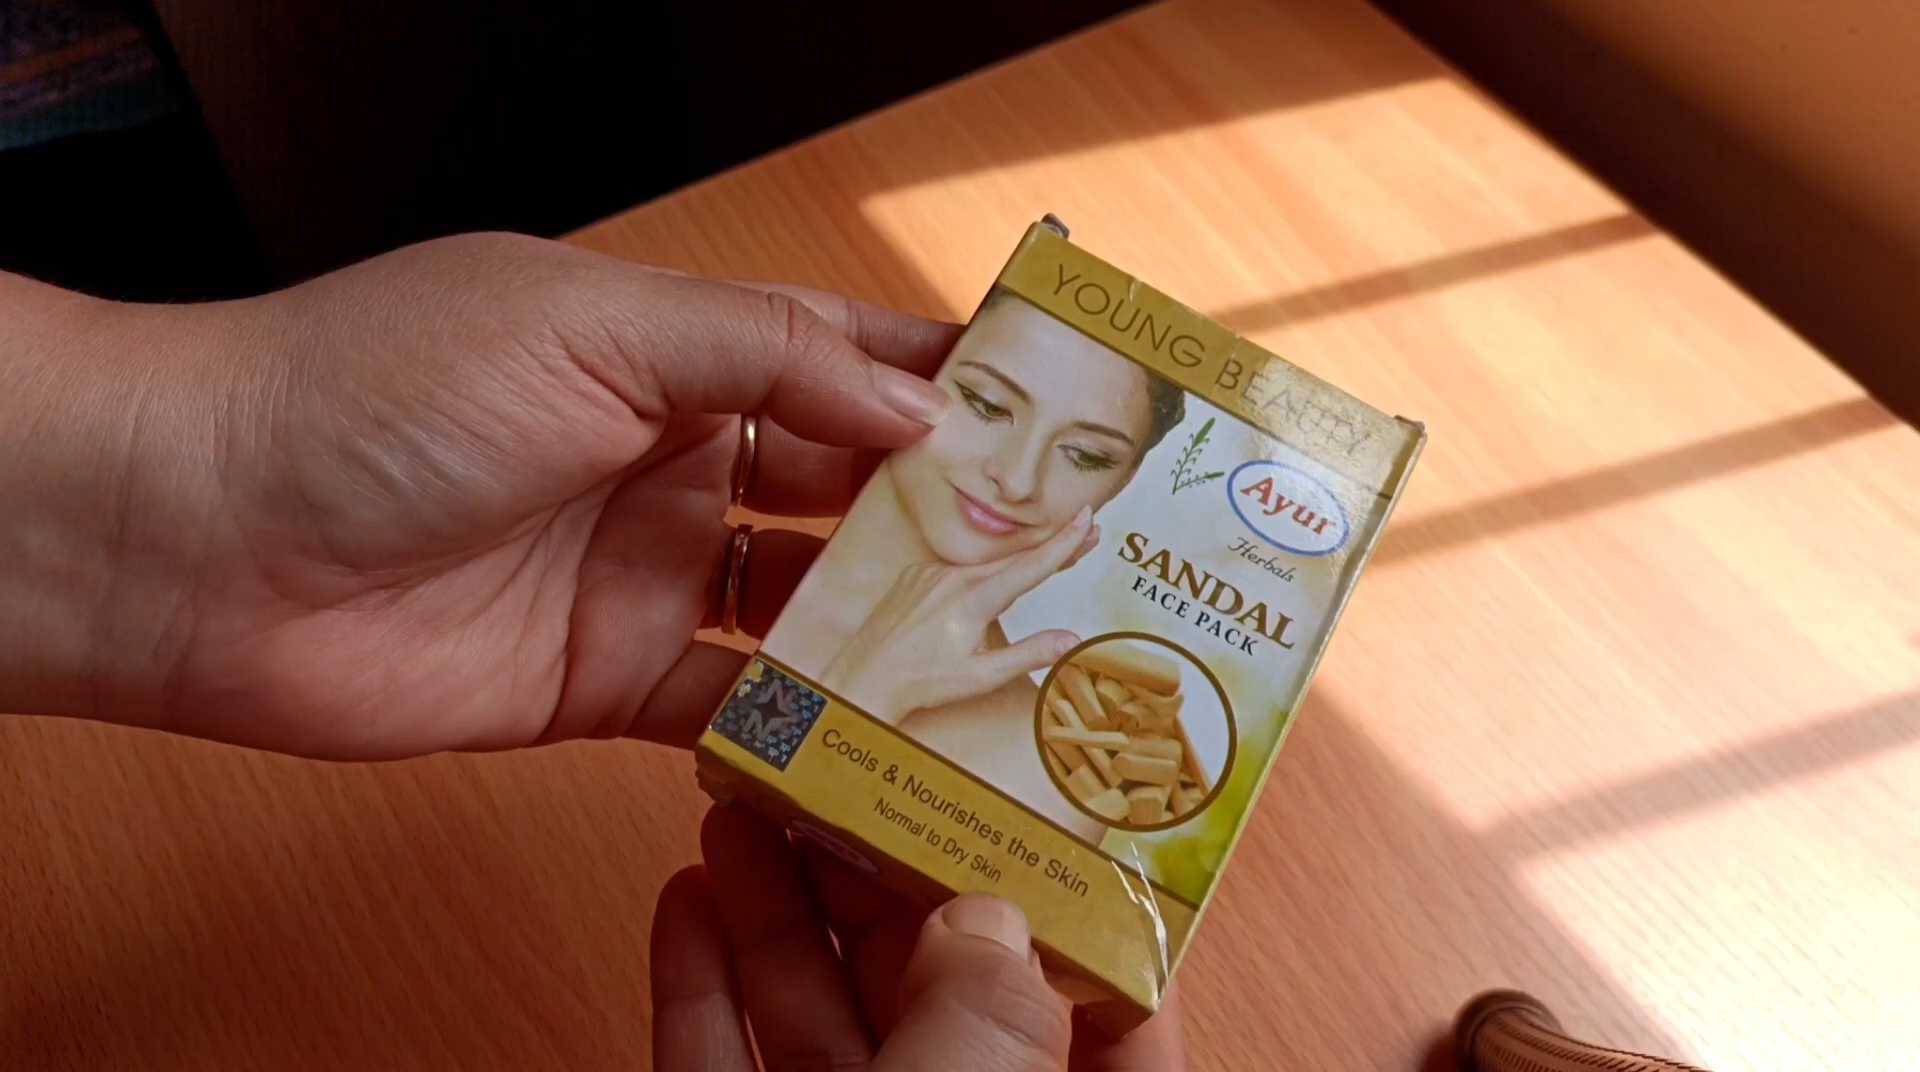 YOUNG BEAUTY
Ayur
Herbals
SANDAL
FACE PACK
Cools & Nourishes the Skin
Normal to Dry Skin